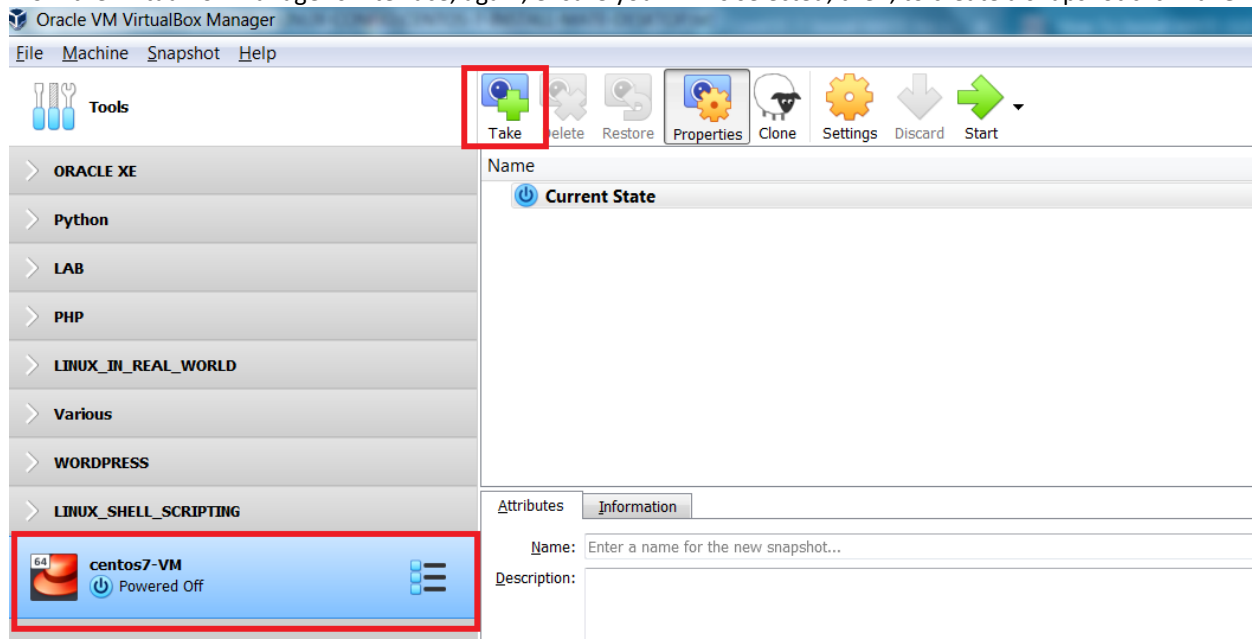 Oracle VM VirtualBox Manager
File Machine Snapshot Help
Tools
Take Delete Restore Properties Clone Settings Discard Start
ORACLE XE
Python
LAB
PHP
LINUX_IN_REAL_WORLD
Various
WORDPRESS
LINUX_SHELL_SCRIPTING
64
centos7-VM
Powered Off
Name
Current State
Attributes Information
Name: Enter a name for the new snapshot...
Description: